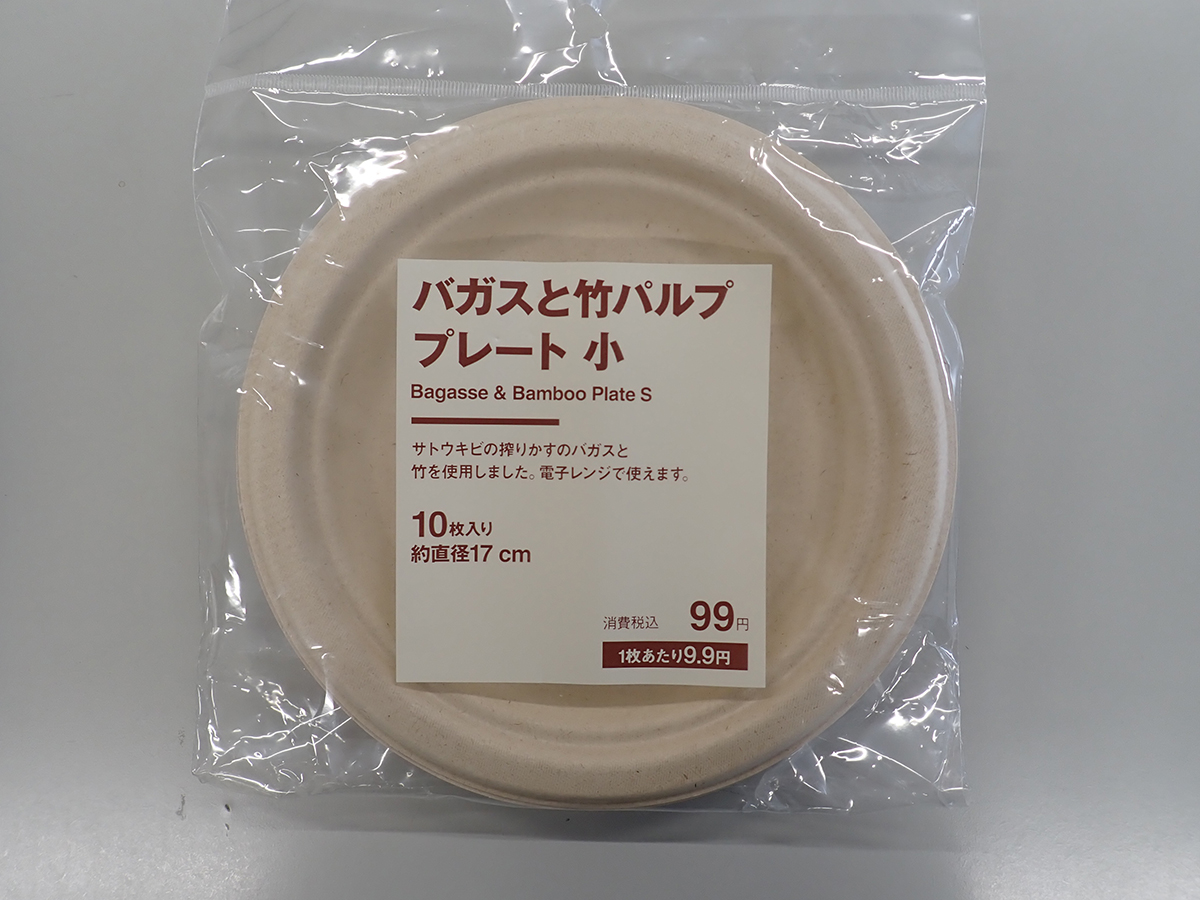 バガスと竹パルプ
プレート 小
Bagasse & Bamboo Plate S
サトウキビの搾りかすのバガスと
竹を使用しました。電子レンジで使えます。
10枚入り
約直径17 cm
消費税込 99円
1枚あたり9.9円